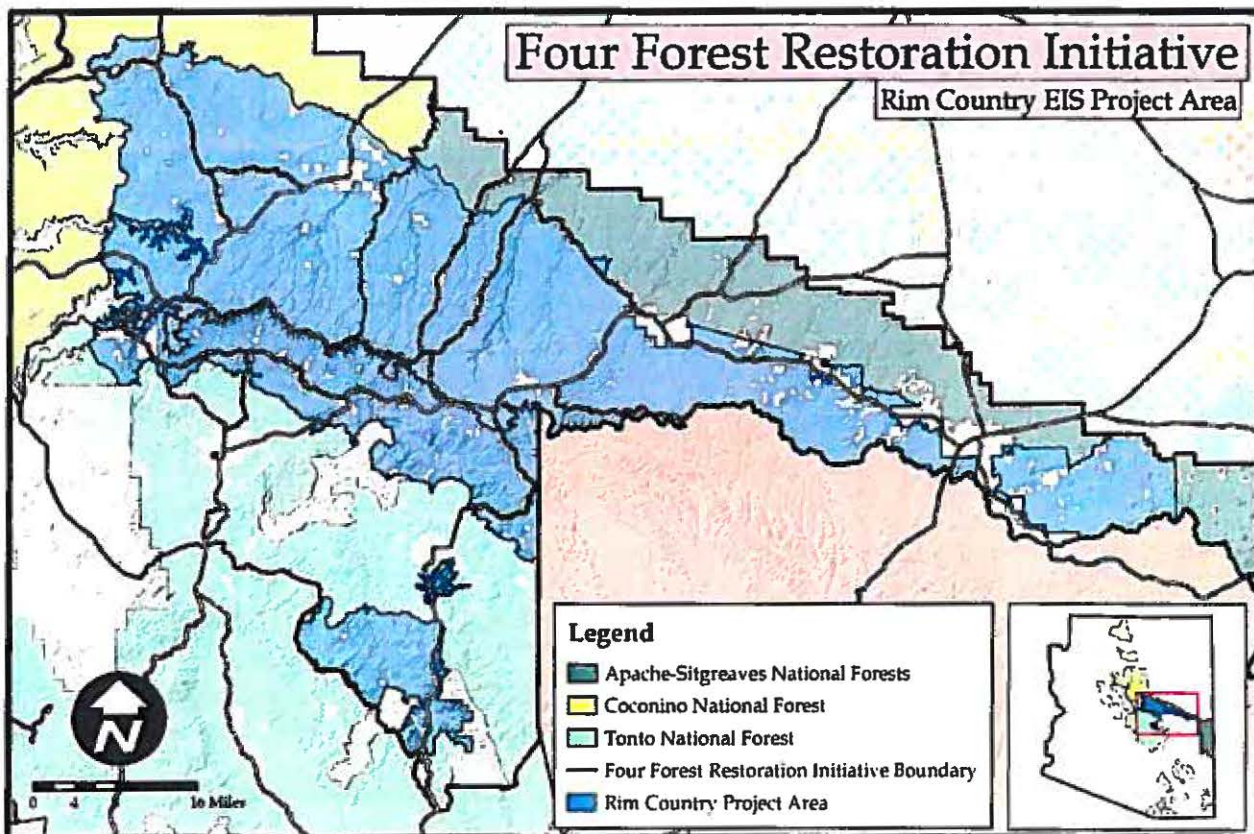 Four Forest Restoration Initiative
Rim Country EIS Project Area
Legend
Apache-Sitgreaves National Forests
Coconino National Forest
Tonto National Forest
Four Forest Restoration Initiative Boundary
Rim Country Project Area
N
0 4 8 16 Miles